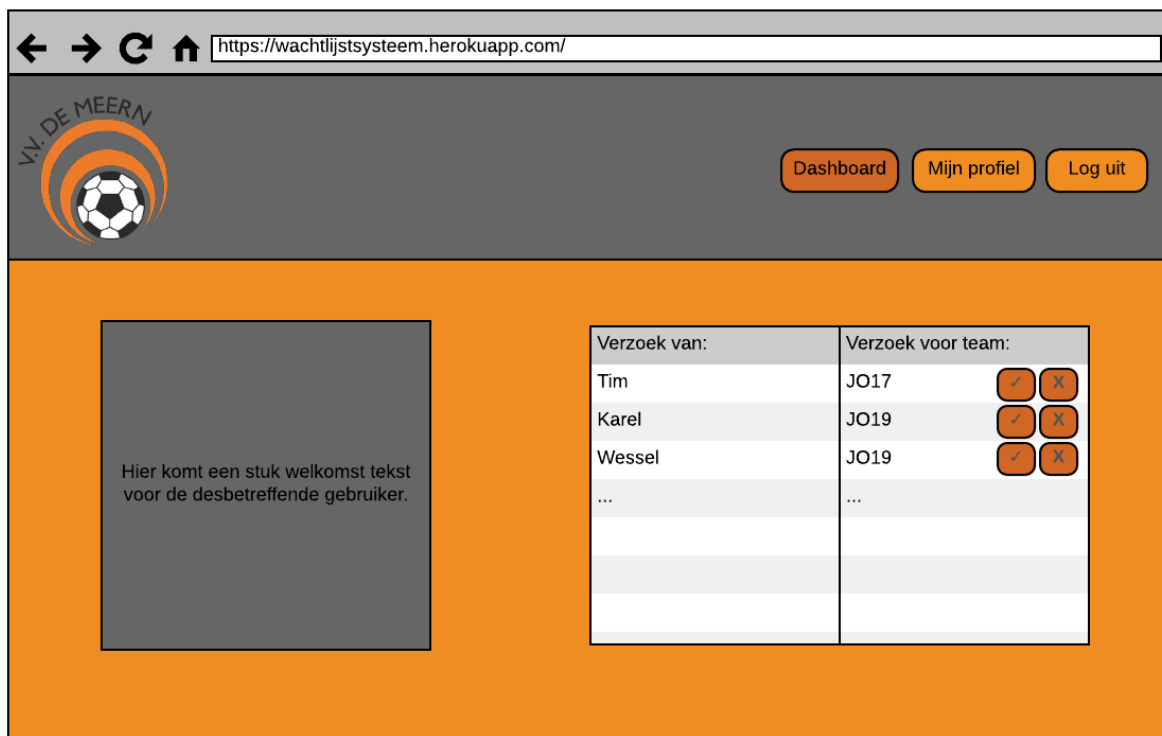 https://wachtlijstsysteem.herokuapp.com/
V.V. DE MEERN
Dashboard
Mijn profiel
Log uit
Hier komt een stuk welkomst tekst
voor de desbetreffende gebruiker.
Verzoek van: Verzoek voor team:
Tim JO17 ✓ X
Karel JO19 ✓ X
Wessel JO19 ✓ X
... ...